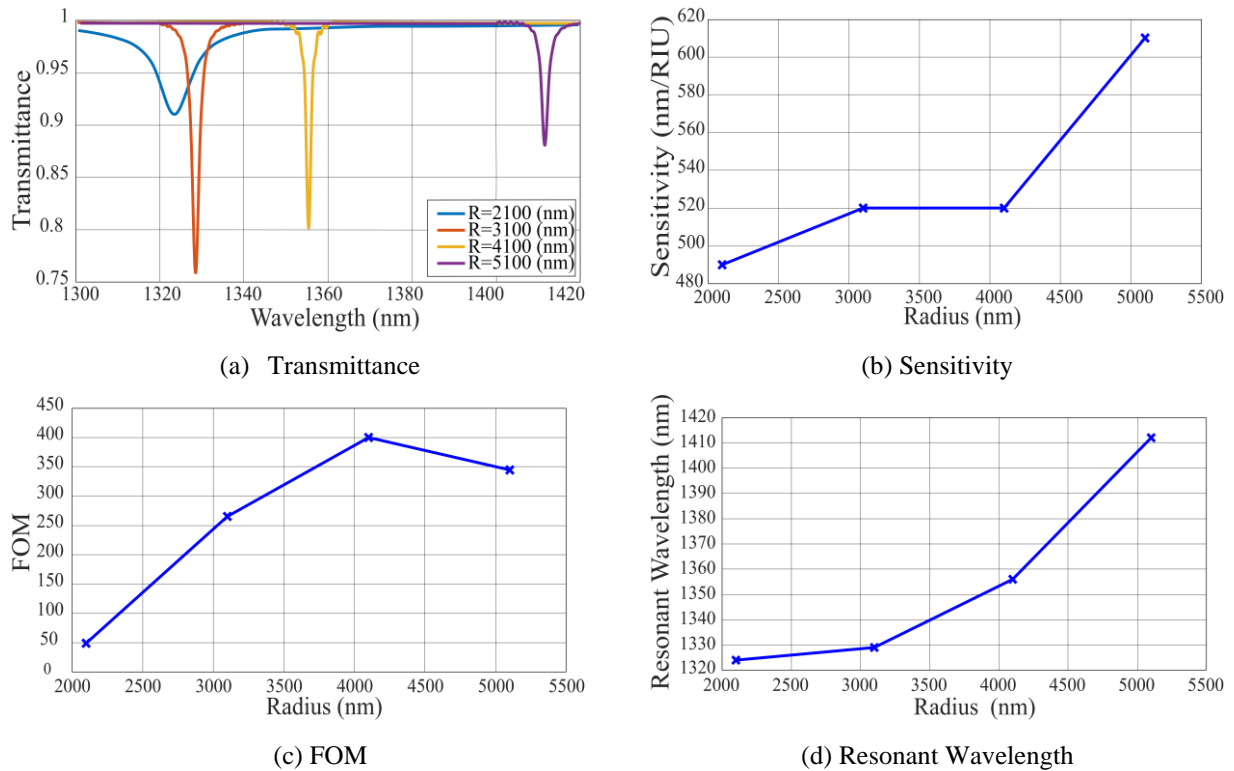 1
0.95
0.9
0.85
0.8
0.75
Transmittance
1300 1320 1340 1360 1380 1400 1420
Wavelength (nm)
R=2100 (nm)
R=3100 (nm)
R=4100 (nm)
R=5100 (nm)
(a) Transmittance
620
600
580
560
540
520
500
480
Sensitivity (nm/RIU)
2000 2500 3000 3500 4000 4500 5000 5500
Radius (nm)
(b) Sensitivity
450
400
350
300
250
200
150
100
50
0
FOM
2000 2500 3000 3500 4000 4500 5000 5500
Radius (nm)
(c) FOM
1420
1410
1400
1390
1380
1370
1360
1350
1340
1330
1320
Resonant Wavelength (nm)
2000 2500 3000 3500 4000 4500 5000 5500
Radius (nm)
(d) Resonant Wavelength